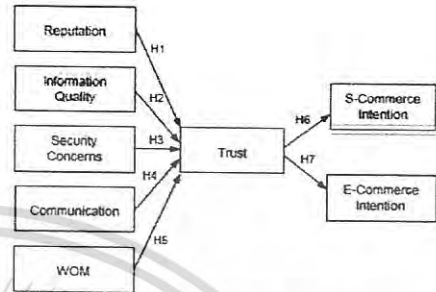 Reputation
H1
Information
Quality
H2
Security
Concerns
H3
Communication
H4
WOM
H5
Trust
H6
H7
S-Commerce
Intention
E-Commerce
Intention